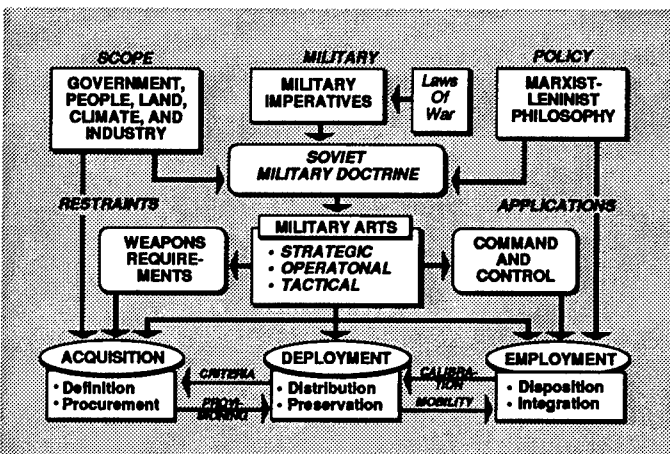 SCOPE
MILITARY
POLICY
GOVERNMENT,
PEOPLE, LAND,
CLIMATE, AND
INDUSTRY
MILITARY
IMPERATIVES
Laws
Of
War
MARXIST-
LENINIST
PHILOSOPHY
SOVIET
MILITARY DOCTRINE
RESTRAINTS
APPLICATIONS
MILITARY ARTS
• STRATEGIC
• OPERATONAL
• TACTICAL
WEAPONS
REQUIRE-
MENTS
COMMAND
AND
CONTROL
ACQUISITION
• Definition
• Procurement
CRITERIA
PROVI-
SIONING
DEPLOYMENT
• Distribution
• Preservation
CALIBRA-
TION
MOBILITY
EMPLOYMENT
• Disposition
• Integration